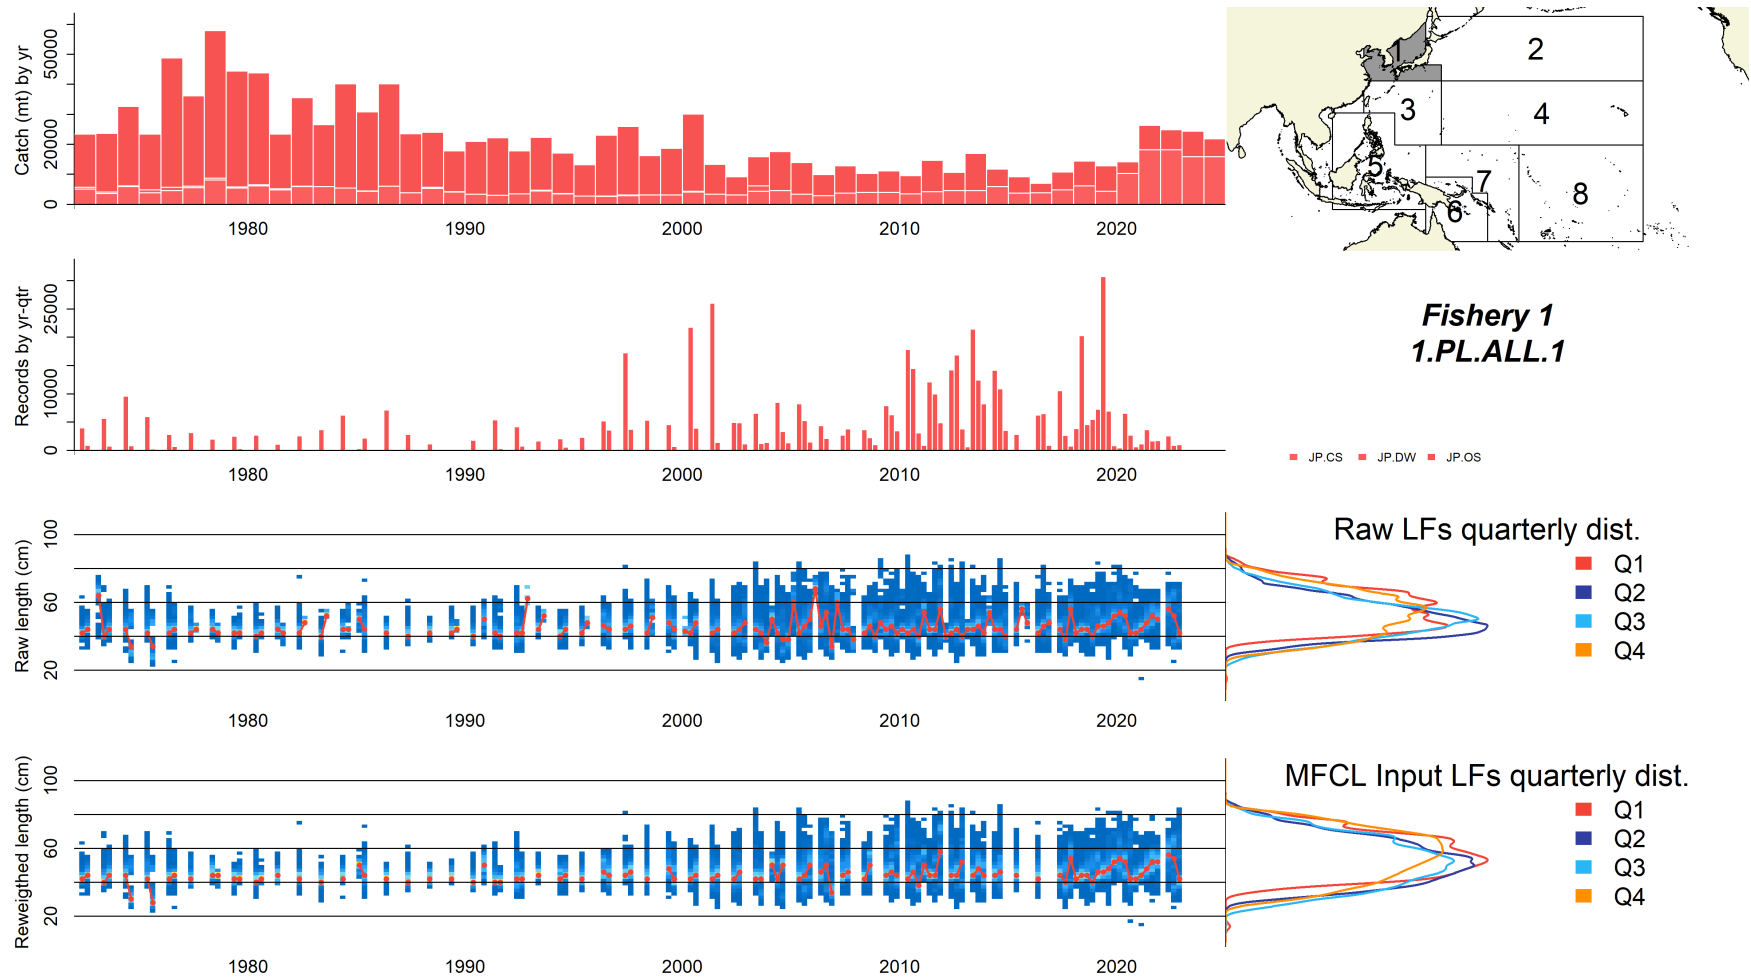 Catch (mt) by yr
50000
20000
0
1980
1990
2000
2010
2020
1
2
3
4
5
6
7
8
Records by yr-qtr
25000
10000
0
1980
1990
2000
2010
2020
Fishery 1
1.PL.ALL.1
JP.CS JP.DW JP.OS
Raw length (cm)
100
60
20
1980
1990
2000
2010
2020
Raw LFs quarterly dist.
Q1
Q2
Q3
Q4
Reweigthed length (cm)
100
60
20
1980
1990
2000
2010
2020
MFCL Input LFs quarterly dist.
Q1
Q2
Q3
Q4